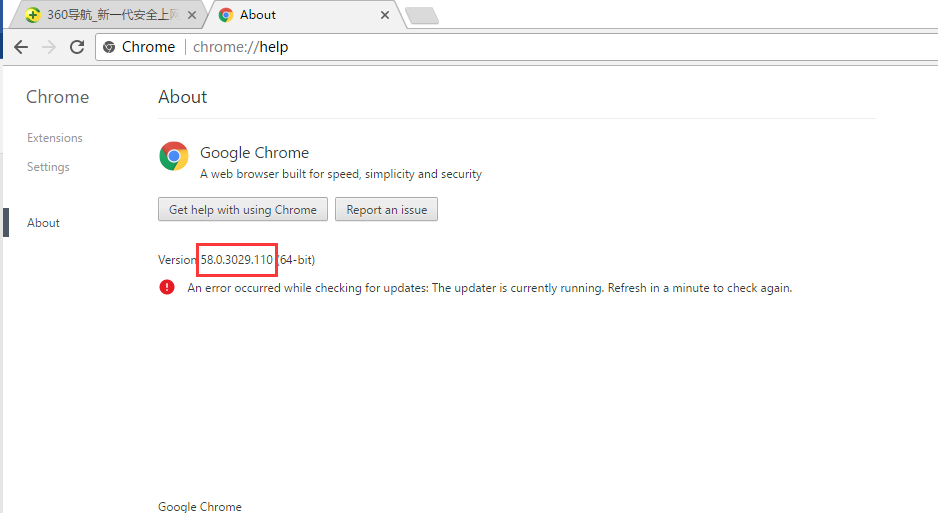 360导航_新一代安全上网
About
Chrome
chrome://help
Chrome
Extensions
Settings
About
About
Google Chrome
A web browser built for speed, simplicity and security
Get help with using Chrome
Report an issue
Version 58.0.3029.110 (64-bit)
An error occurred while checking for updates: The updater is currently running. Refresh in a minute to check again.
Google Chrome